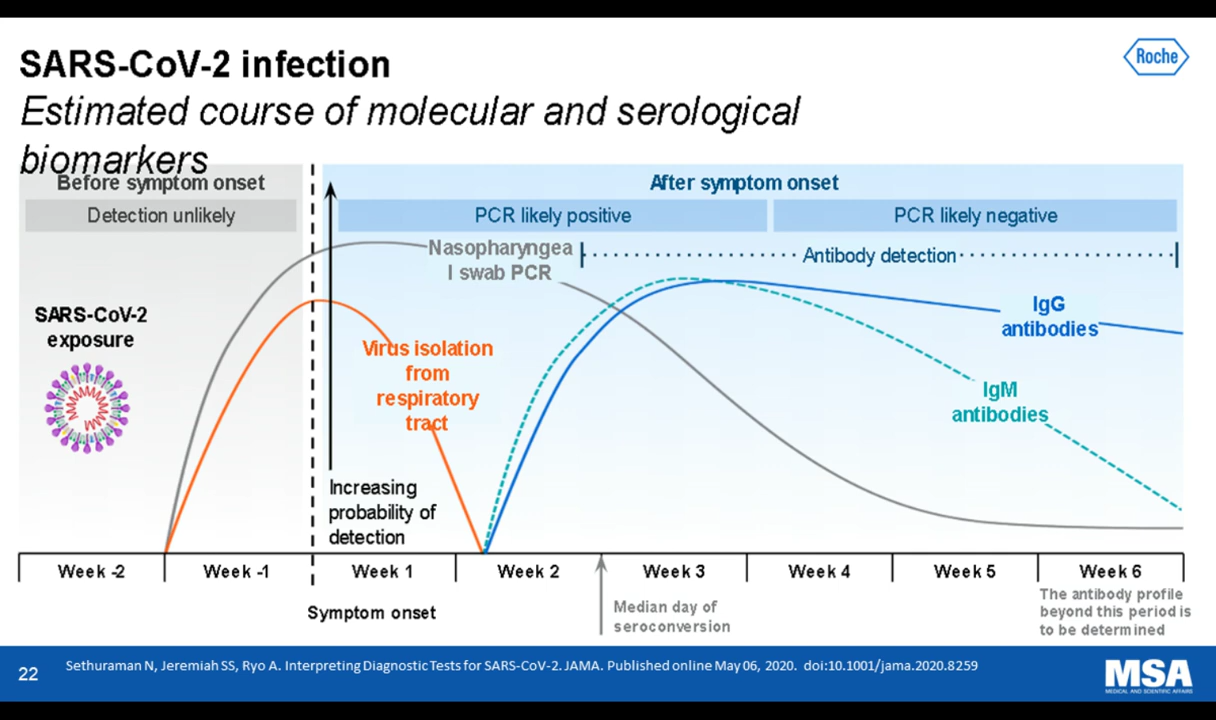 SARS-CoV-2 infection
Roche
Estimated course of molecular and serological
biomarkers
Before symptom onset
After symptom onset
Detection unlikely
PCR likely positive
PCR likely negative
Nasopharyngea
l swab PCR
Antibody detection
SARS-CoV-2
exposure
IgG
antibodies
Virus isolation
from
respiratory
tract
IgM
antibodies
Increasing
probability of
detection
Week -2
Week -1
Week 1
Week 2
Week 3
Week 4
Week 5
Week 6
Symptom onset
Median day of
seroconversion
The antibody profile
beyond this period is
to be determined
22
Sethuraman N, Jeremiah SS, Ryo A. Interpreting Diagnostic Tests for SARS-CoV-2. JAMA. Published online May 06, 2020. doi:10.1001/jama.2020.8259
MSA
MEDICAL AND SCIENTIFIC AFFAIRS